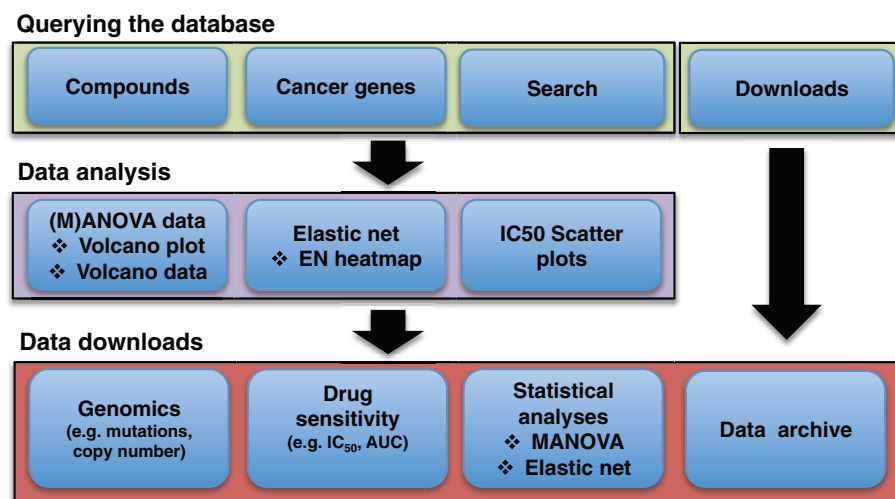 Querying the database
Compounds
Cancer genes
Search
Downloads
Data analysis
(M)ANOVA data
❖ Volcano plot
❖ Volcano data
Elastic net
❖ EN heatmap
IC50 Scatter
plots
Data downloads
Genomics
(e.g. mutations,
copy number)
Drug
sensitivity
(e.g. IC₅₀, AUC)
Statistical
analyses
❖ MANOVA
❖ Elastic net
Data archive